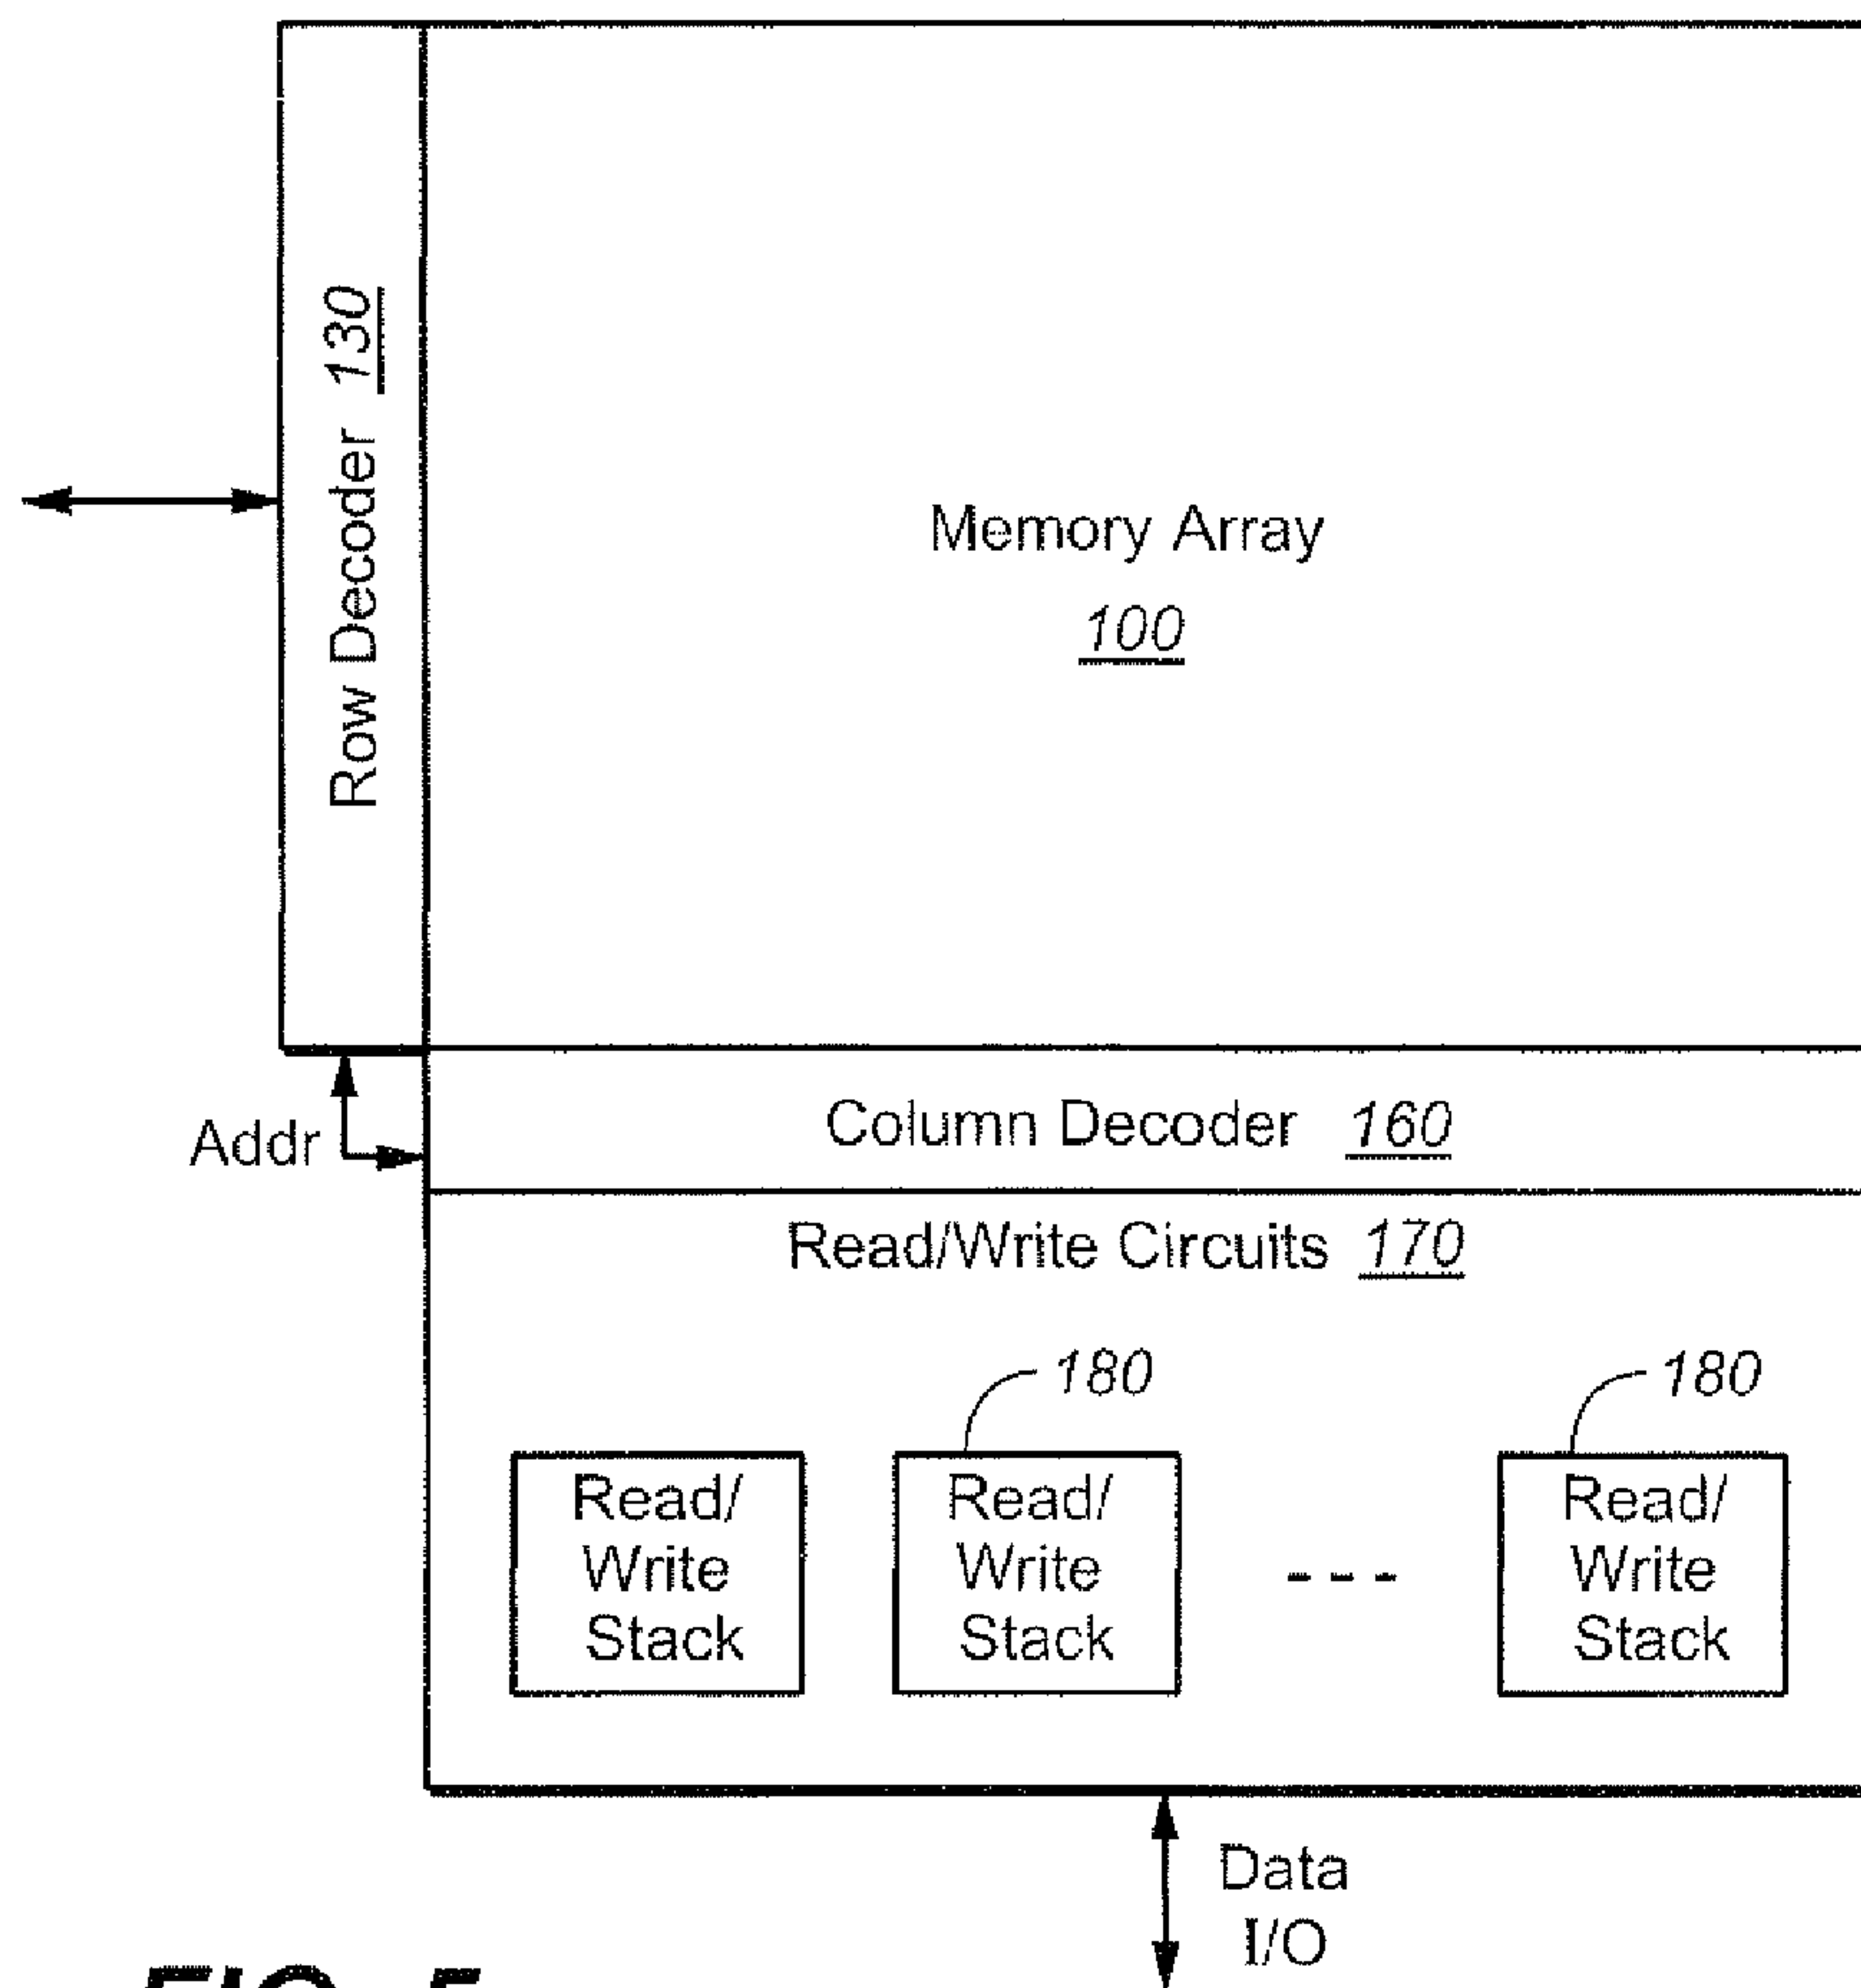 Row Decoder 130
Memory Array
100
Addr
Column Decoder 160
Read/Write Circuits 170
180
180
Read/
Write
Stack
Read/
Write
Stack
- - -
Read/
Write
Stack
Data
I/O